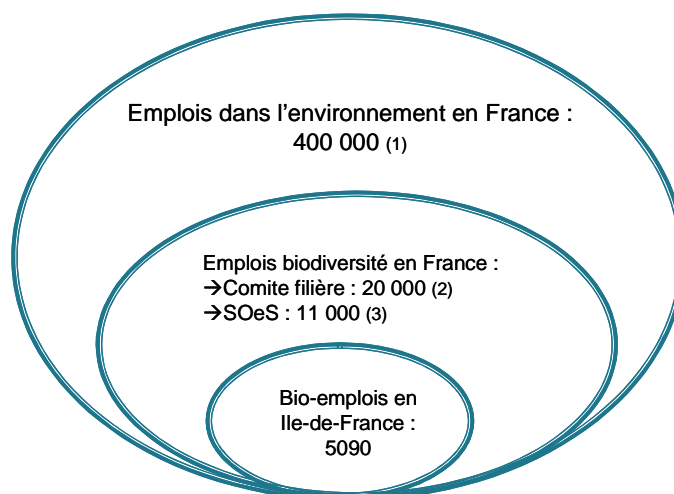 Emplois dans l'environnement en France :
400 000 (1)
Emplois biodiversité en France :
→Comite filière : 20 000 (2)
→SOeS : 11 000 (3)
Bio-emplois en
Ile-de-France :
5090